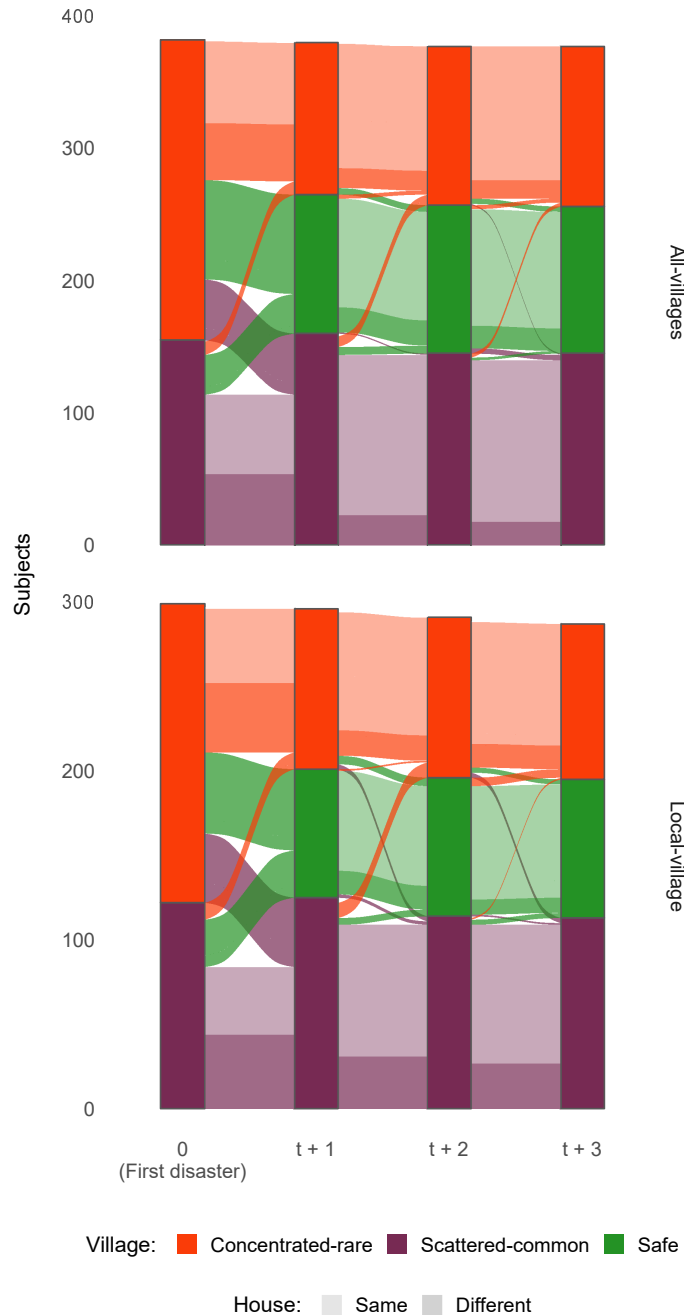 400
300
200
100
0
All-villages
Subjects
300
200
100
0
Local-village
0 t + 1 t + 2 t + 3
(First disaster)
Village: Concentrated-rare Scattered-common Safe
House: Same Different